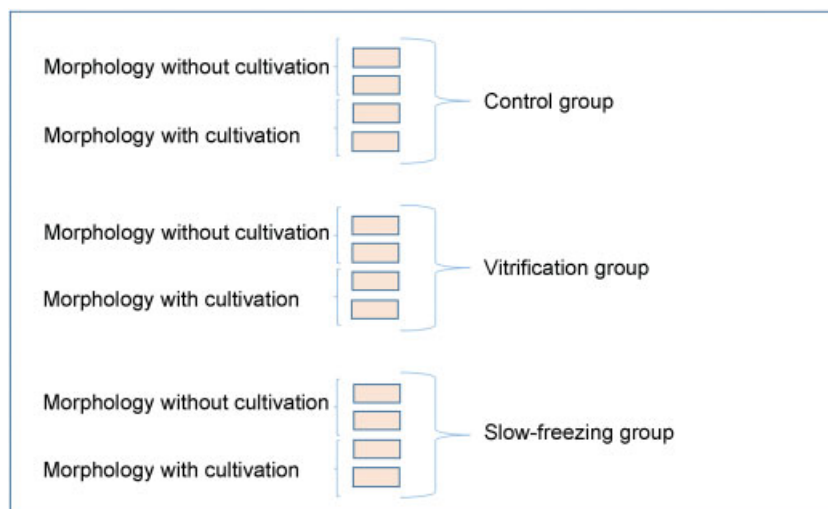 Morphology without cultivation
Control group
Morphology with cultivation
Morphology without cultivation
Vitrification group
Morphology with cultivation
Morphology without cultivation
Slow-freezing group
Morphology with cultivation